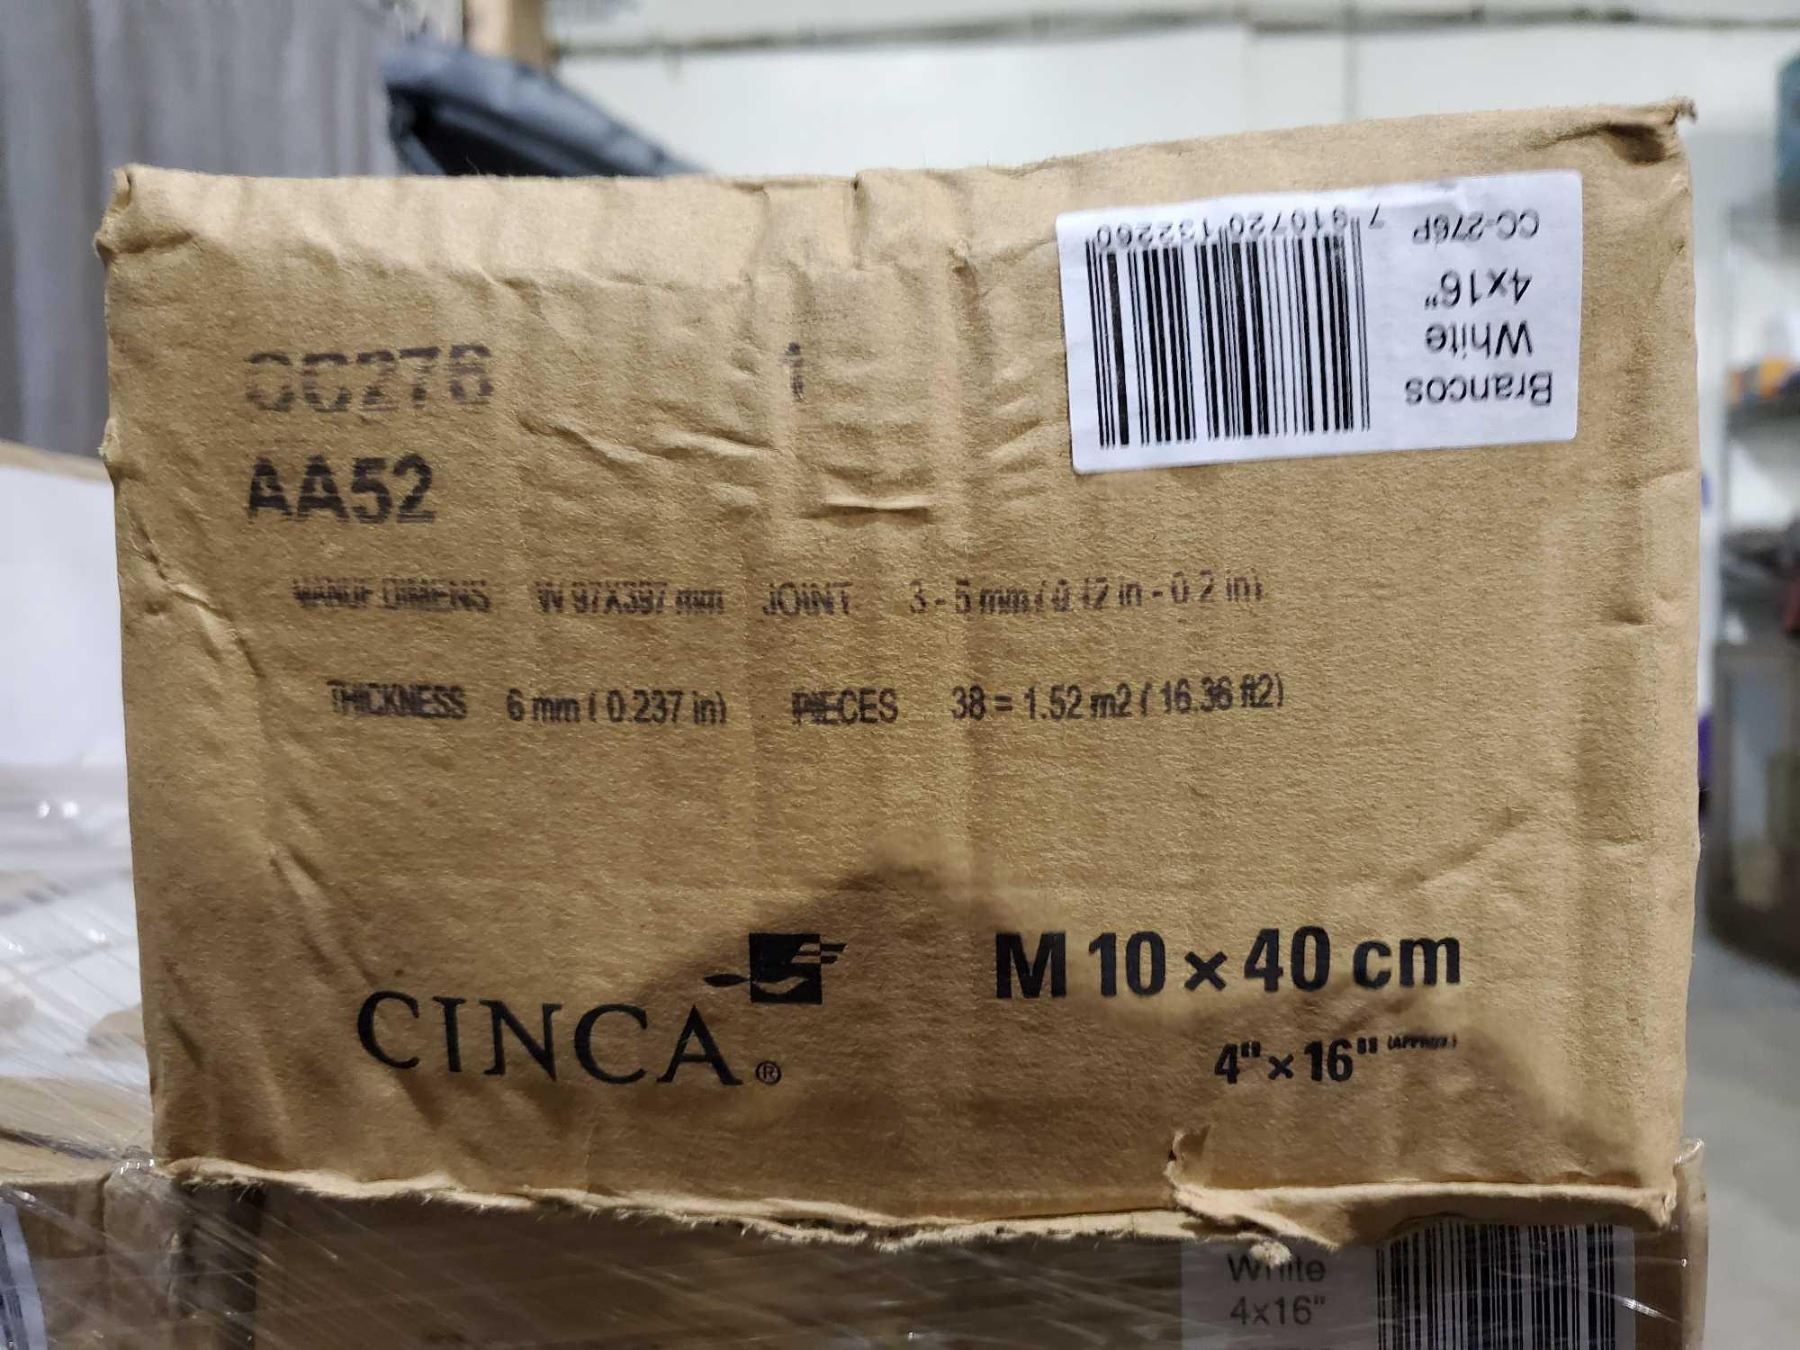 CC276 1
AA52
MANUF DIMENS W 97X397 mm JOINT 3 - 5 mm ( 0.12 in - 0.2 in)
THICKNESS 6 mm ( 0.237 in) PIECES 38 = 1.52 m2 ( 16.36 ft2)
CINCA®
M 10 × 40 cm
4" × 16" (APPROX.)
Brancos
White
4x16"
CC-276P
7 910720 132260
White
4x16"